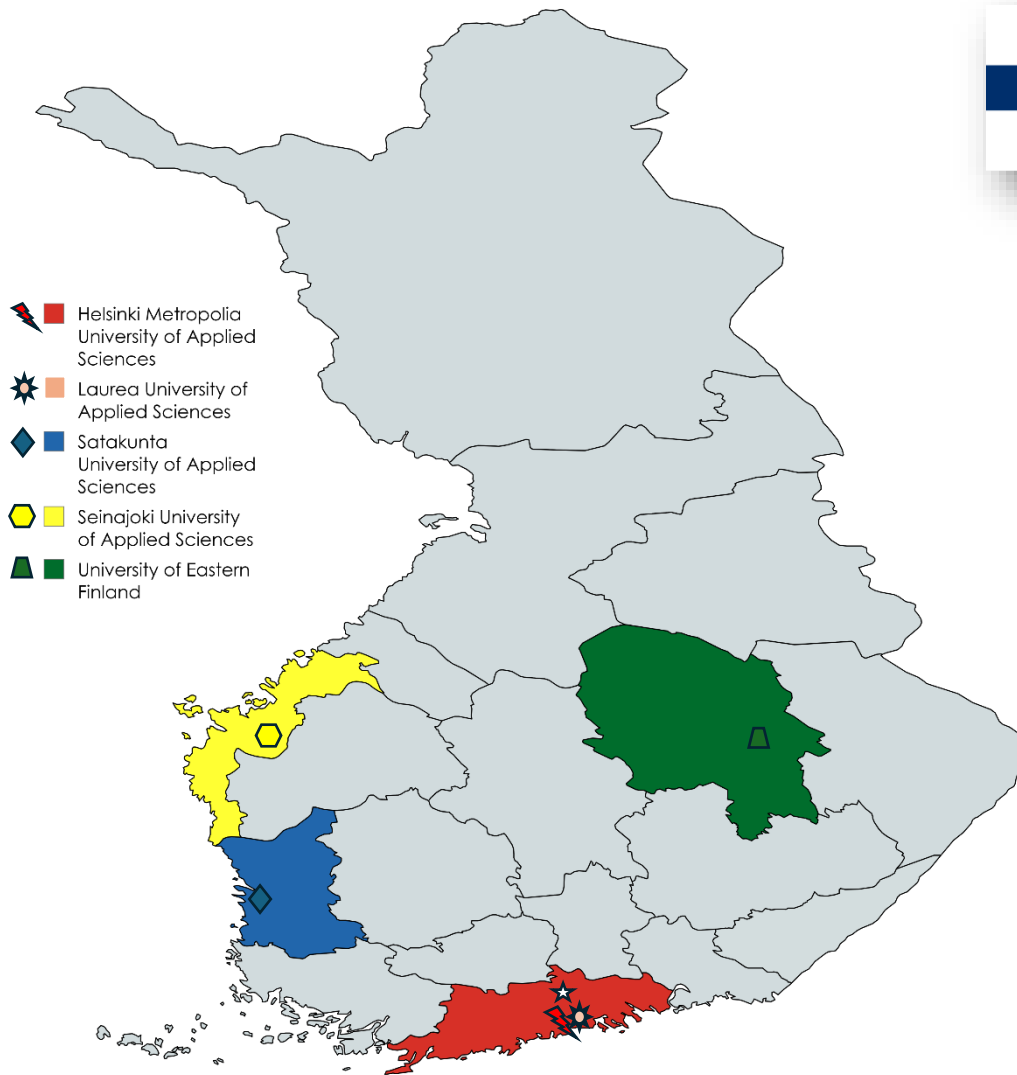 Helsinki Metropolia
University of Applied
Sciences
Laurea University of
Applied Sciences
Satakunta
University of Applied
Sciences
Seinajoki University
of Applied Sciences
University of Eastern
Finland